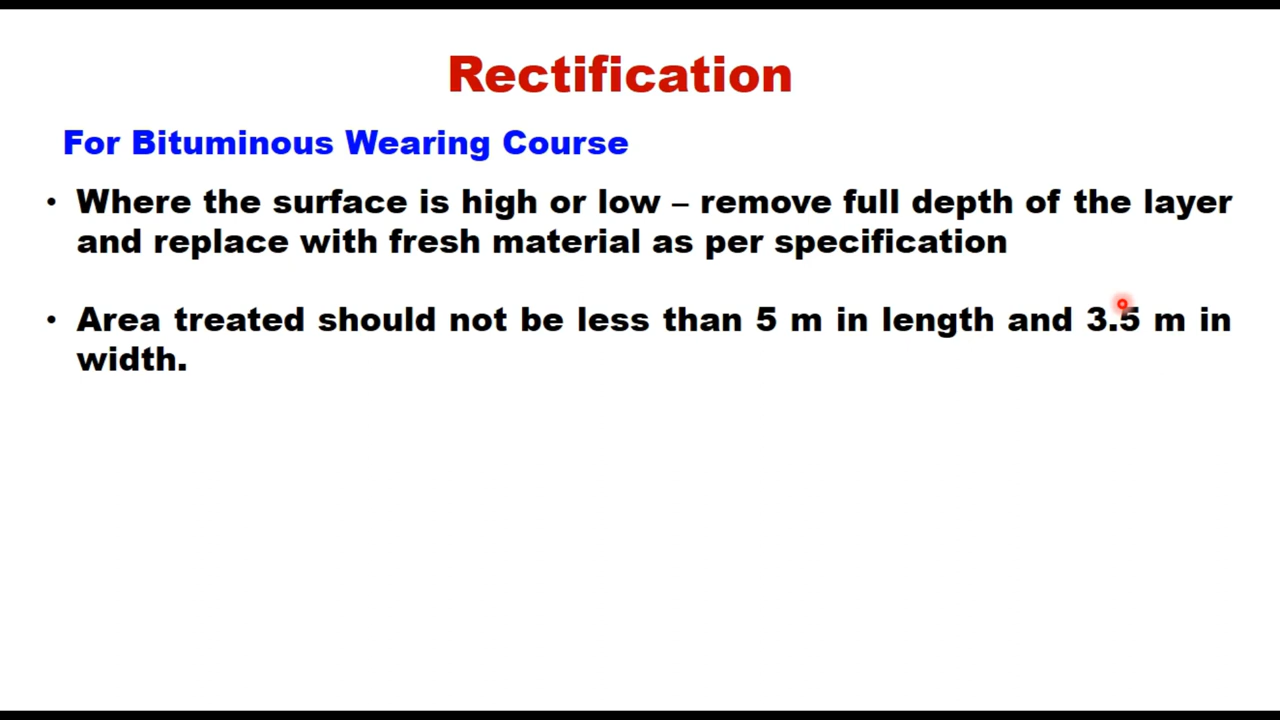 Rectification
For Bituminous Wearing Course
• Where the surface is high or low – remove full depth of the layer
and replace with fresh material as per specification
• Area treated should not be less than 5 m in length and 3.5 m in
width.